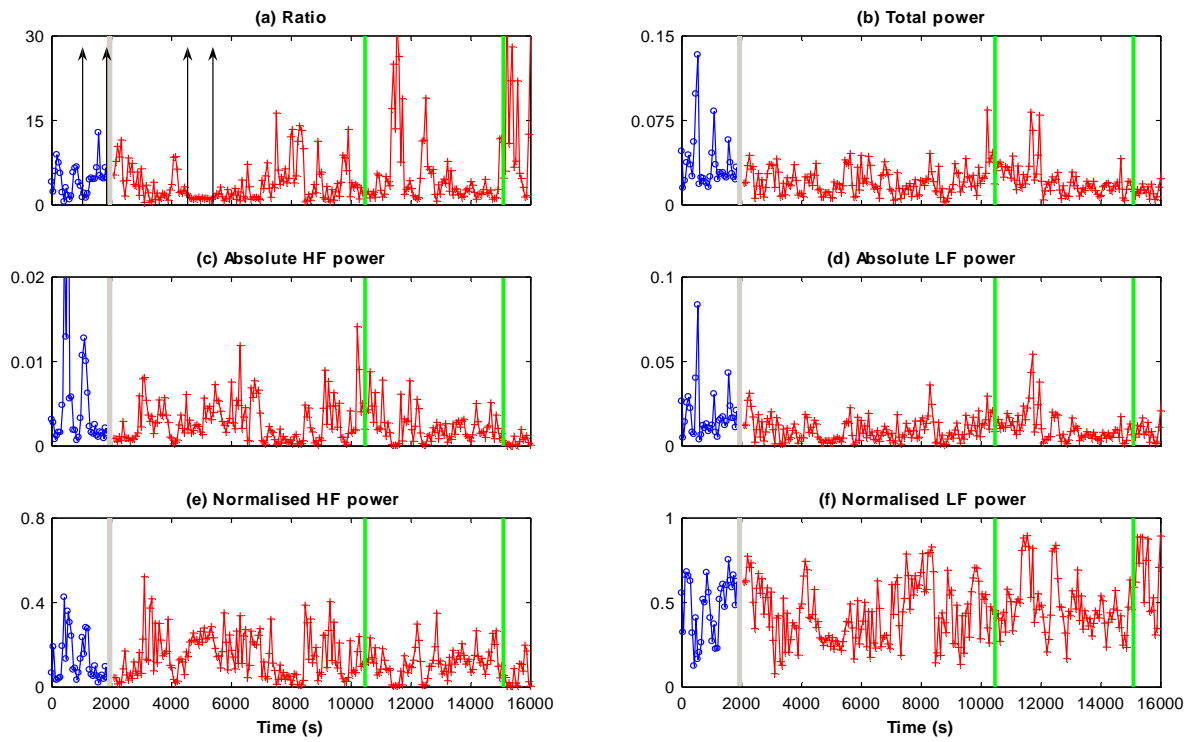 (a) Ratio
30
15
0
(b) Total power
0.15
0.075
0
(c) Absolute HF power
0.02
0.01
0
(d) Absolute LF power
0.1
0.05
0
(e) Normalised HF power
0.8
0.4
0
0 2000 4000 6000 8000 10000 12000 14000 16000
Time (s)
(f) Normalised LF power
1
0.5
0
0 2000 4000 6000 8000 10000 12000 14000 16000
Time (s)